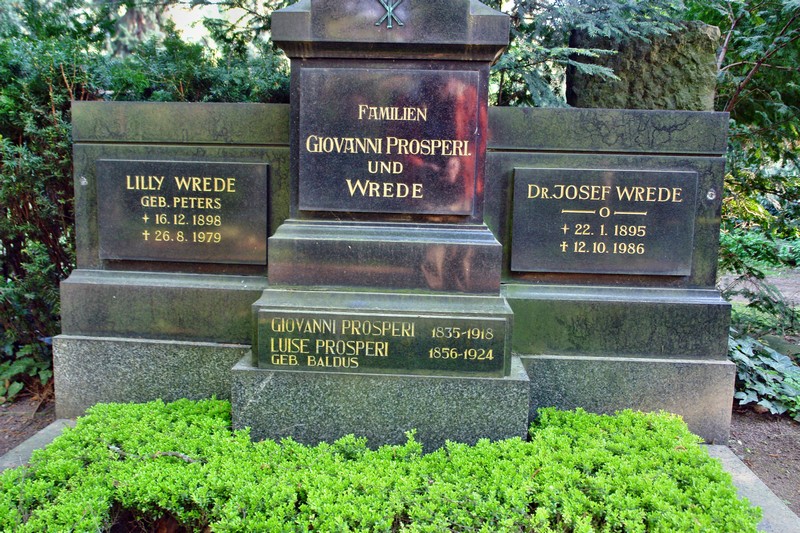 FAMILIEN
GIOVANNI PROSPERI.
UND
WREDE
LILLY WREDE
GEB. PETERS
+ 16.12.1898
† 26.8.1979
DR. JOSEF WREDE
+ 22.1.1895
† 12.10.1986
GIOVANNI PROSPERI 1835-1918
LUISE PROSPERI 1856-1924
GEB. BALDUS